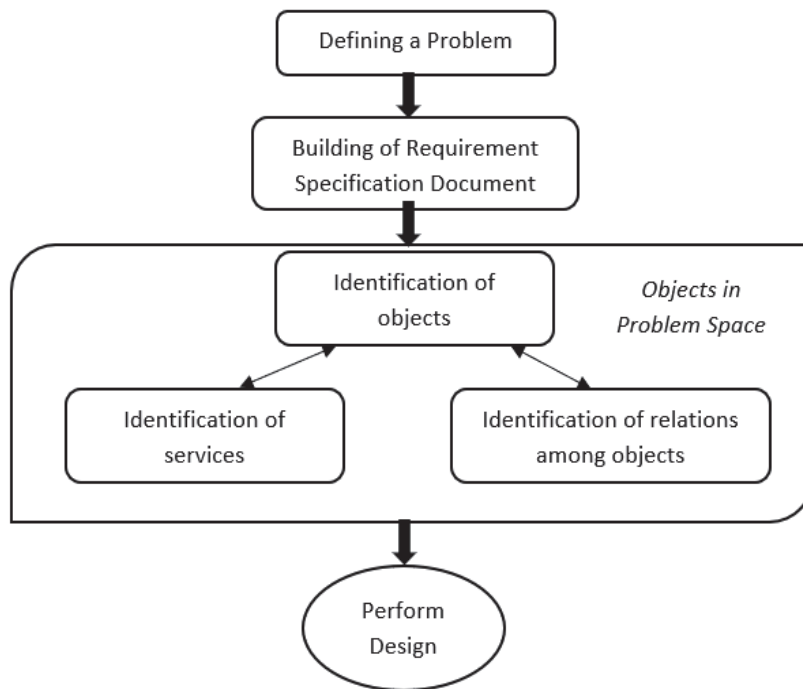 Defining a Problem
Building of Requirement
Specification Document
Identification of
objects
Objects in
Problem Space
Identification of
services
Identification of relations
among objects
Perform
Design